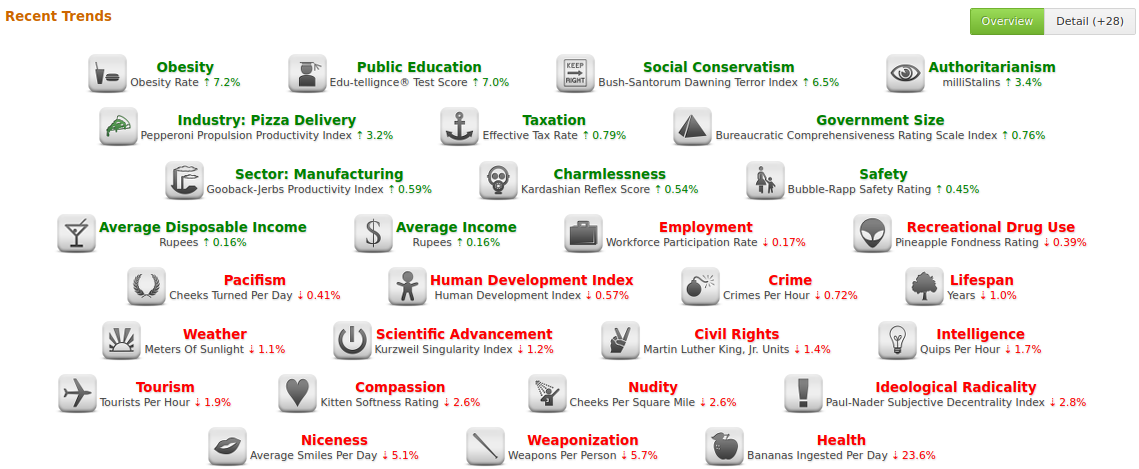 Recent Trends
Overview Detail (+28)
KEEP
RIGHT
Obesity Public Education Social Conservatism Authoritarianism
Obesity Rate ↑ 7.2% Edu-tellignce® Test Score ↑ 7.0% Bush-Santorum Dawning Terror Index ↑ 6.5% milliStalins ↑ 3.4%
Industry: Pizza Delivery Taxation Government Size
Pepperoni Propulsion Productivity Index ↑ 3.2% Effective Tax Rate ↑ 0.79% Bureaucratic Comprehensiveness Rating Scale Index ↑ 0.76%
Sector: Manufacturing Charmlessness Safety
Gooback-Jerbs Productivity Index ↑ 0.59% Kardashian Reflex Score ↑ 0.54% Bubble-Rapp Safety Rating ↑ 0.45%
Average Disposable Income $ Average Income Employment Recreational Drug Use
Rupees ↑ 0.16% Rupees ↑ 0.16% Workforce Participation Rate ↓ 0.17% Pineapple Fondness Rating ↓ 0.39%
Pacifism Human Development Index Crime Lifespan
Cheeks Turned Per Day ↓ 0.41% Human Development Index ↓ 0.57% Crimes Per Hour ↓ 0.72% Years ↓ 1.0%
Weather Scientific Advancement Civil Rights Intelligence
Meters Of Sunlight ↓ 1.1% Kurzweil Singularity Index ↓ 1.2% Martin Luther King, Jr. Units ↓ 1.4% Quips Per Hour ↓ 1.7%
Tourism Compassion Nudity Ideological Radicality
Tourists Per Hour ↓ 1.9% Kitten Softness Rating ↓ 2.6% Cheeks Per Square Mile ↓ 2.6% Paul-Nader Subjective Decentrality Index ↓ 2.8%
Niceness Weaponization Health
Average Smiles Per Day ↓ 5.1% Weapons Per Person ↓ 5.7% Bananas Ingested Per Day ↓ 23.6%